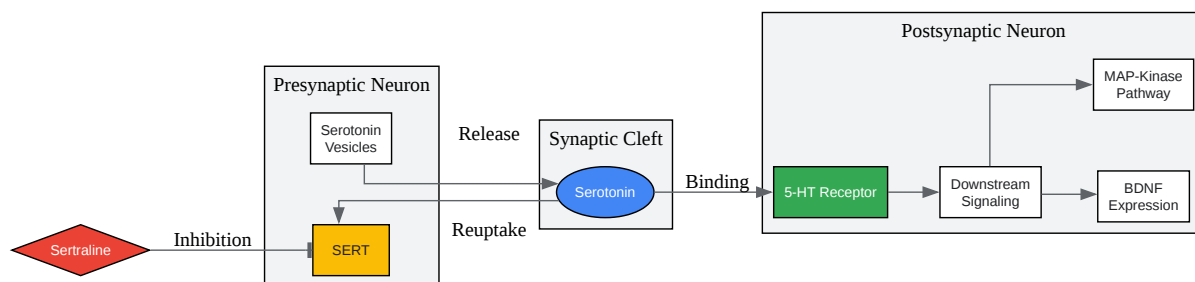 Postsynaptic Neuron
Presynaptic Neuron
MAP-Kinase
Pathway
Serotonin
Vesicles
Release
Synaptic Cleft
Serotonin
Binding
5-HT Receptor
Downstream
Signaling
BDNF
Expression
Reuptake
Sertraline
Inhibition
SERT